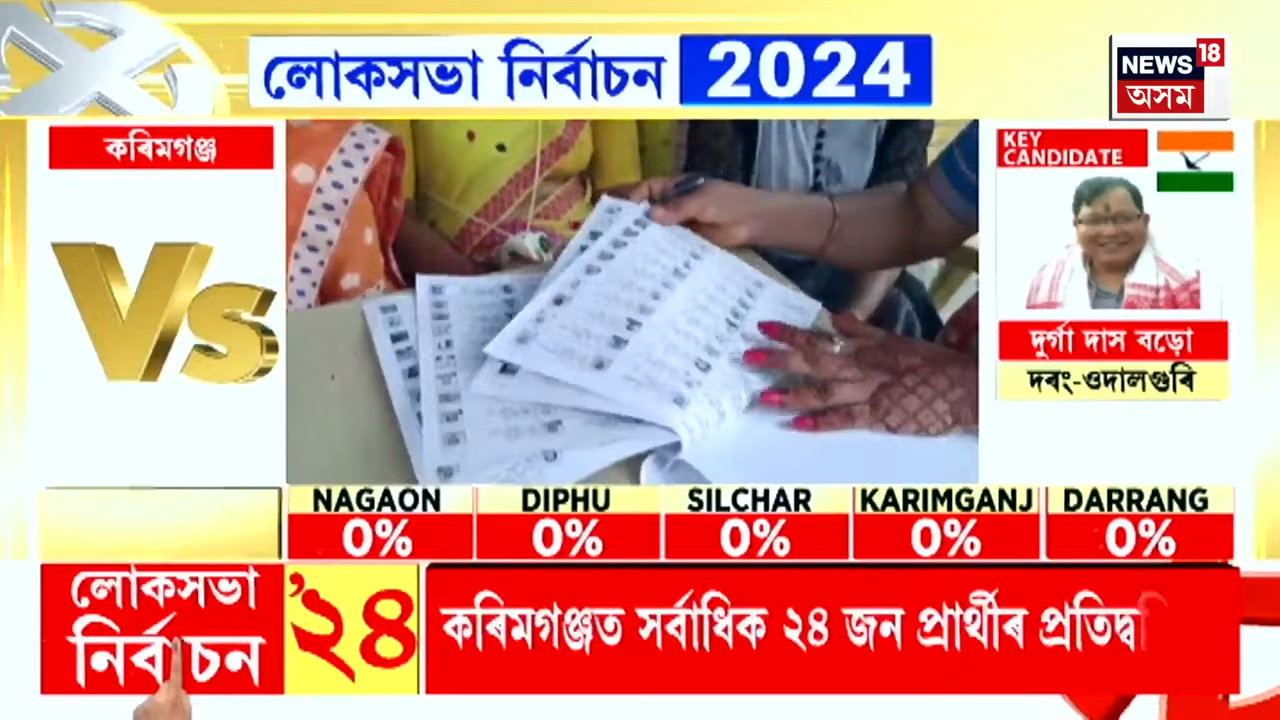 লোকসভা নিৰ্বাচন 2024
NEWS 18
অসম
কৰিমগঞ্জ
Vs
KEY
CANDIDATE
দুৰ্গা দাস বড়ো
দৰং-ওদালগুৰি
NAGAON DIPHU SILCHAR KARIMGANJ DARRANG
0% 0% 0% 0% 0%
লোকসভা
নিৰ্বাচন
'২৪
কৰিমগঞ্জত সৰ্বাধিক ২৪ জন প্ৰাৰ্থীৰ প্ৰতিদ্ব